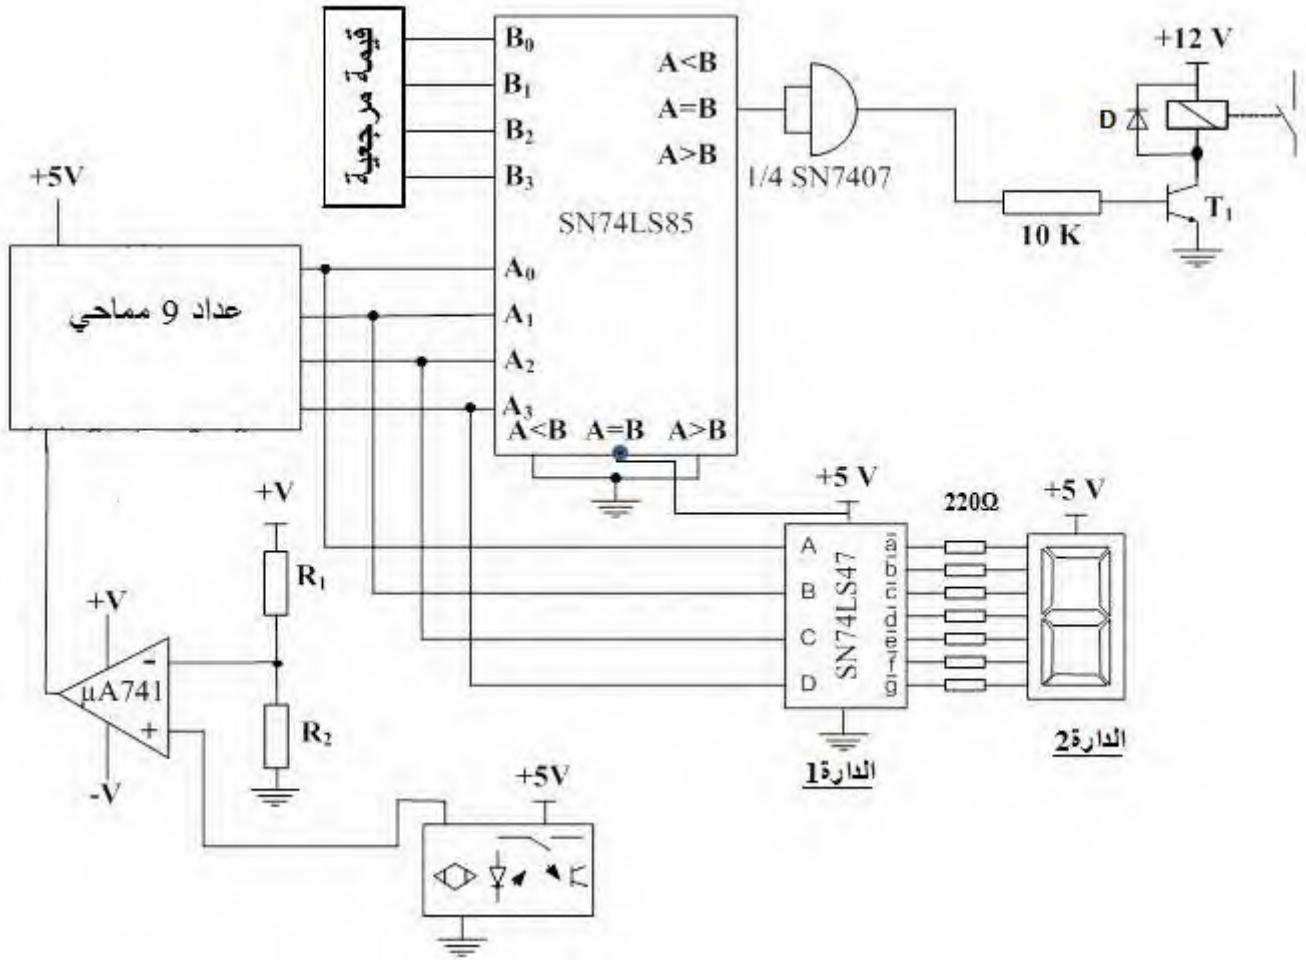 قيمة مرجعية
B0
B1
B2
B3
A<B
A=B
A>B
SN74LS85
A0
A1
A2
A3
A<B A=B A>B
1/4 SN7407
+12 V
D
T1
10 K
+5V
عداد 9 مماحي
+V
R1
R2
+V
-
µA741
+
-V
+5V
+5 V
A
B
C
D
SN74LS47
a
b
c
d
e
f
g
220Ω
+5 V
الدارة1
الدارة2